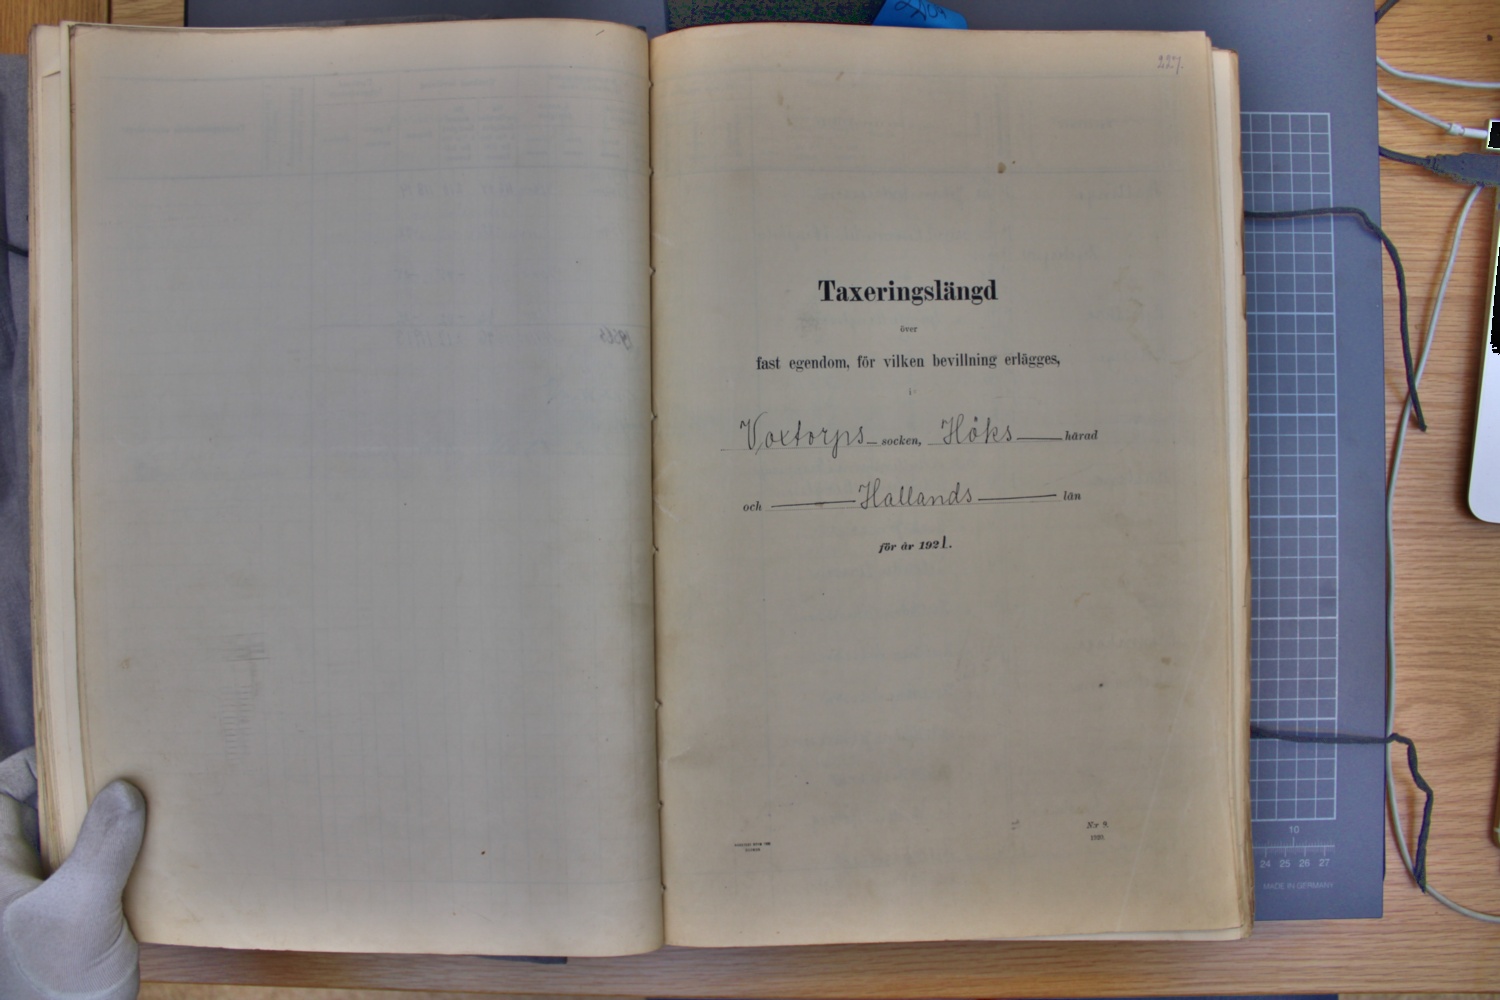 227.
Taxeringslängd
över
fast egendom, för vilken bevillning erlägges,
i
Voxtorps socken, Höks härad
och Hallands län
för år 1921.
N:r 9.
1920.
10
24 25 26 27
MADE IN GERMANY